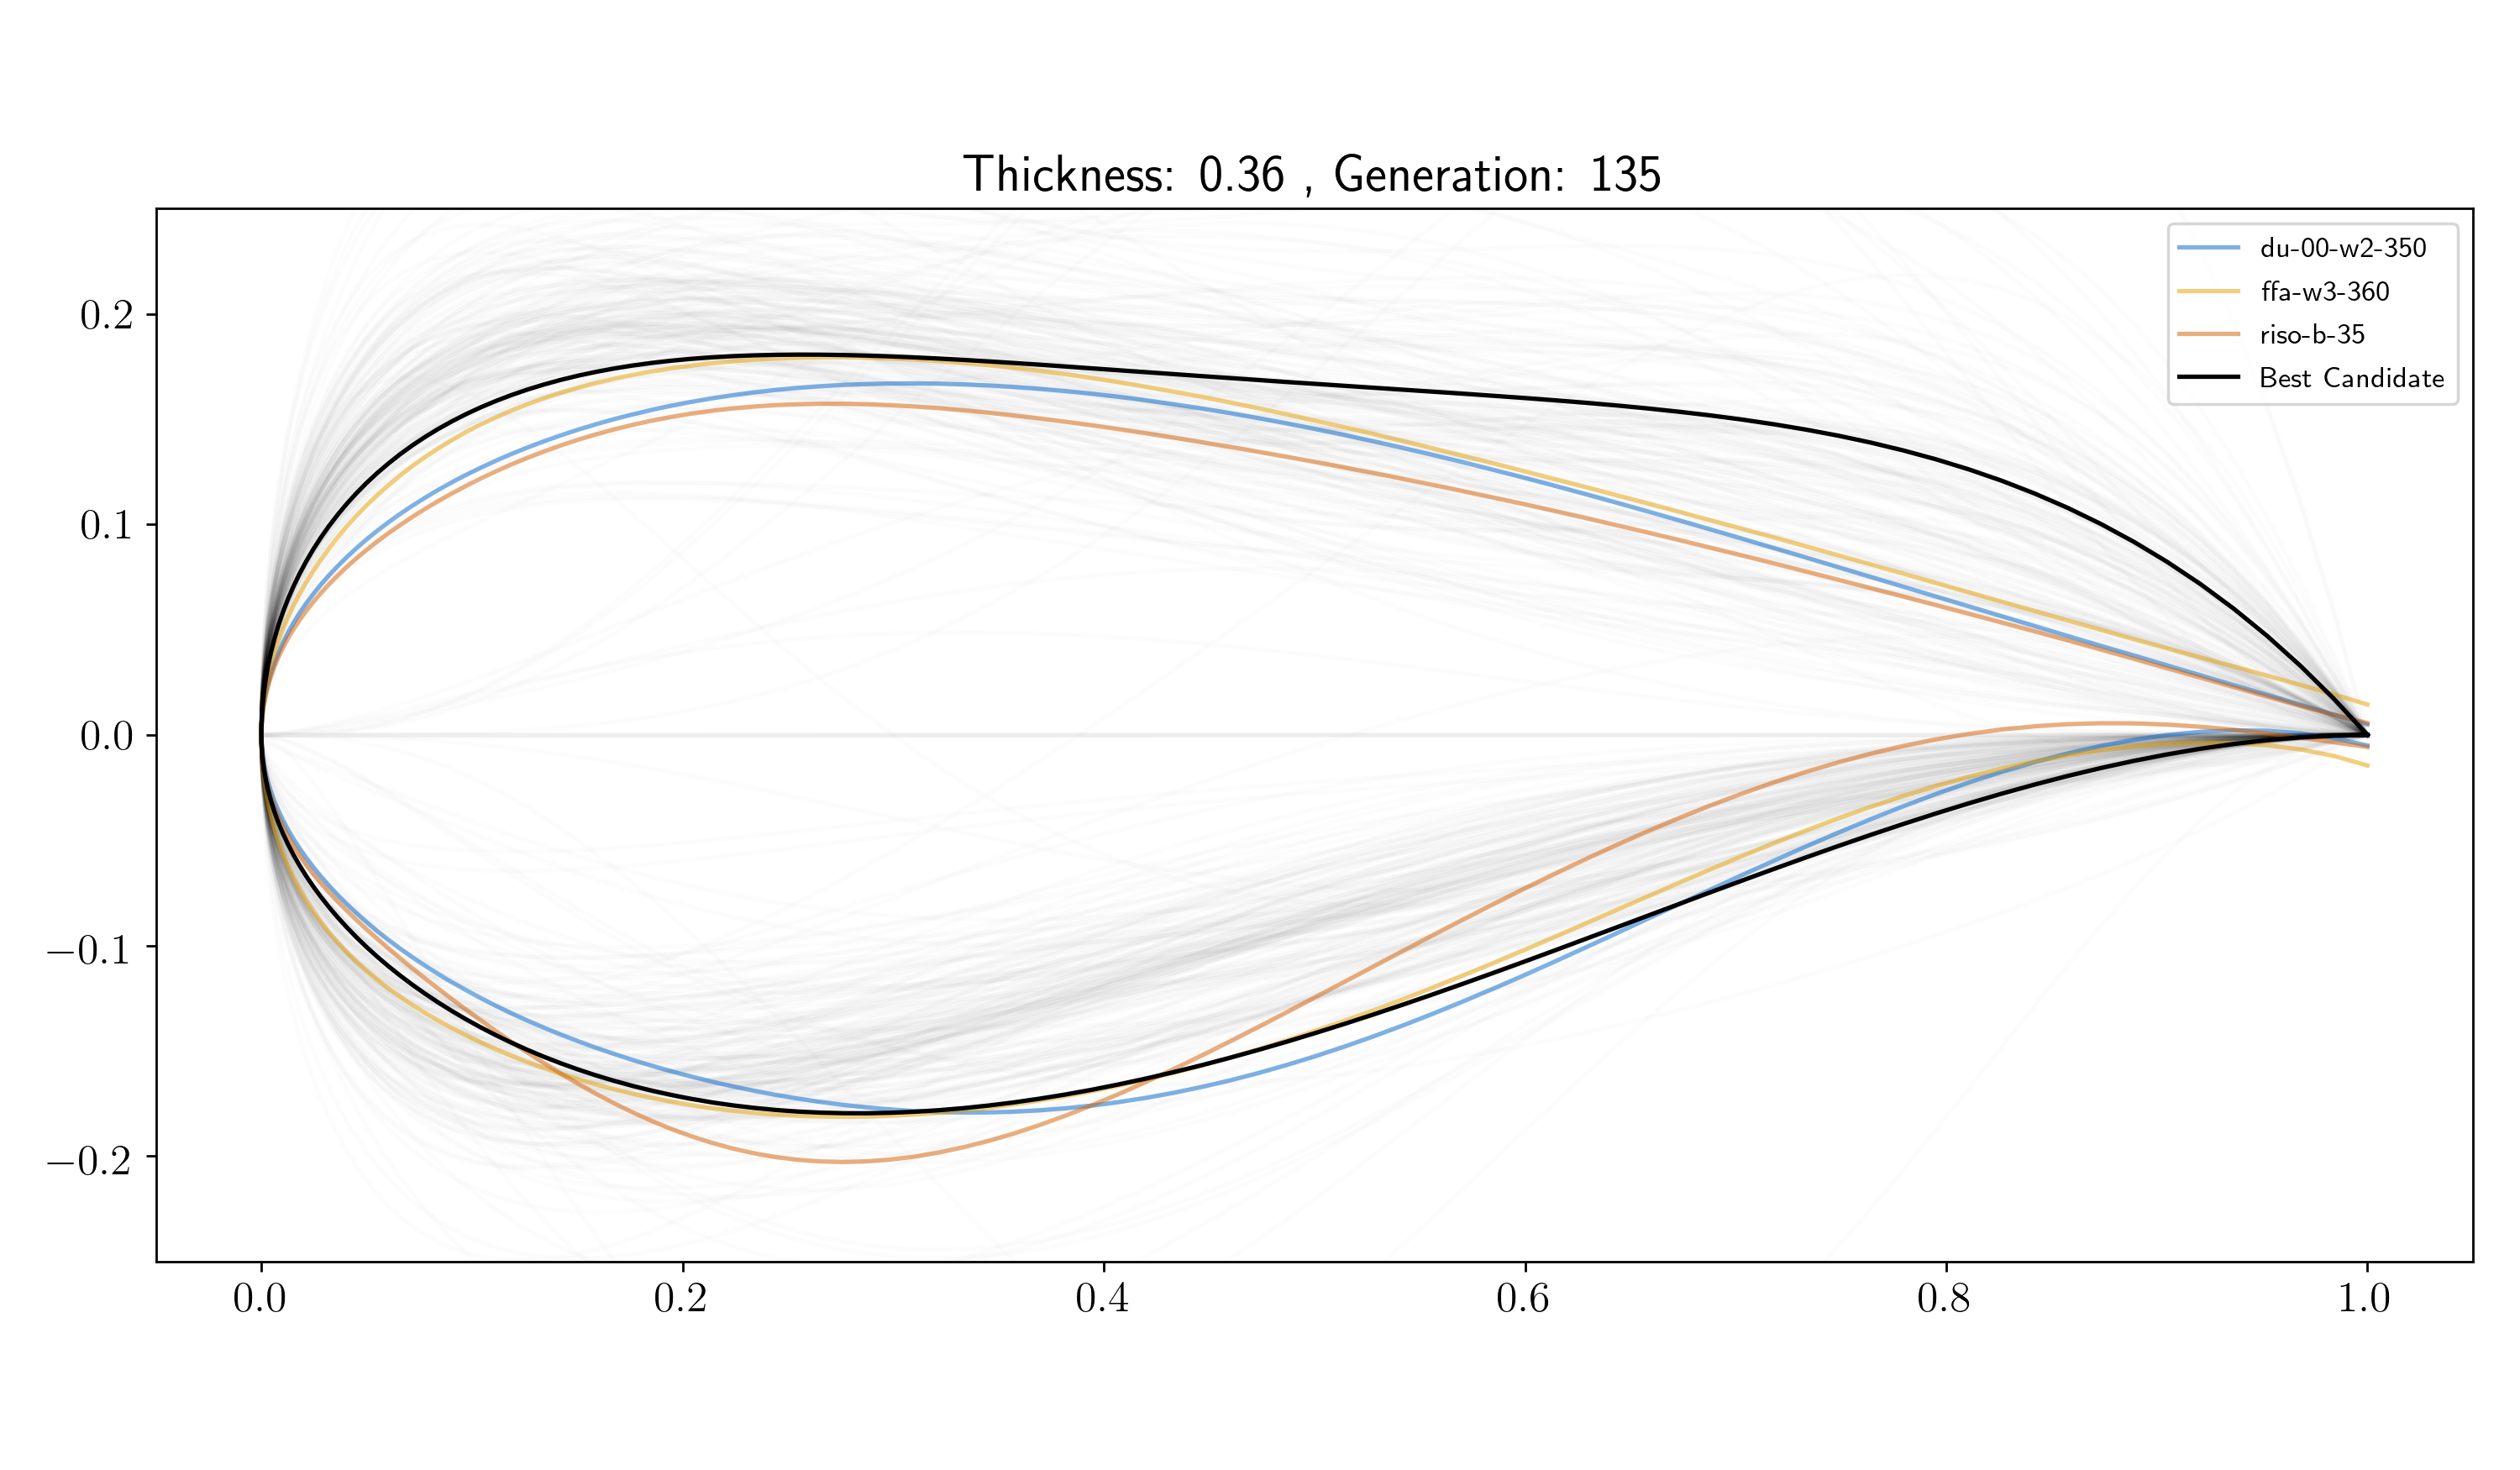 Thickness: 0.36 , Generation: 135
du-00-w2-350
ffa-w3-360
riso-b-35
Best Candidate
0.2
0.1
0.0
−0.1
−0.2
0.0 0.2 0.4 0.6 0.8 1.0